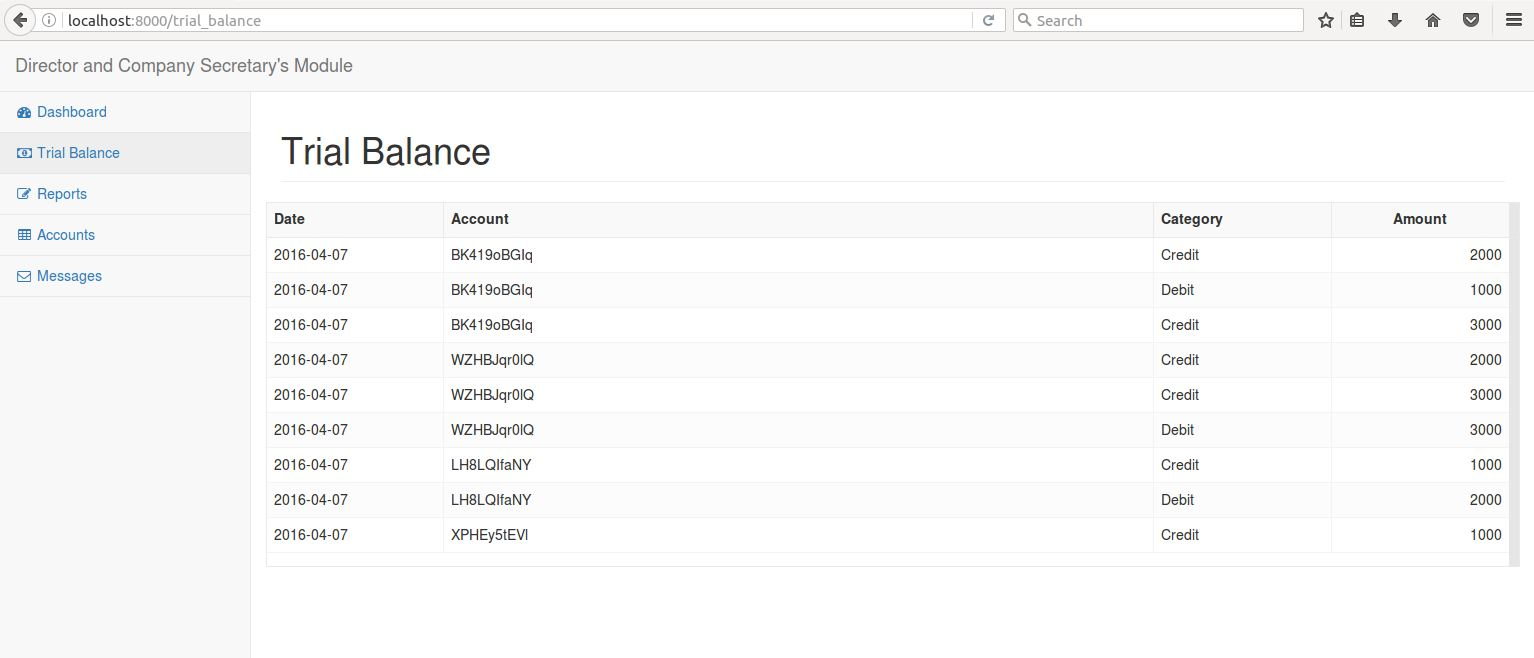 localhost:8000/trial_balance
Search
Director and Company Secretary's Module
Dashboard
Trial Balance
Reports
Accounts
Messages
Trial Balance
Date Account Category Amount
2016-04-07 BK419oBGIq Credit 2000
2016-04-07 BK419oBGIq Debit 1000
2016-04-07 BK419oBGIq Credit 3000
2016-04-07 WZHBJqr0lQ Credit 2000
2016-04-07 WZHBJqr0lQ Credit 3000
2016-04-07 WZHBJqr0lQ Debit 3000
2016-04-07 LH8LQIfaNY Credit 1000
2016-04-07 LH8LQIfaNY Debit 2000
2016-04-07 XPHEy5tEVl Credit 1000